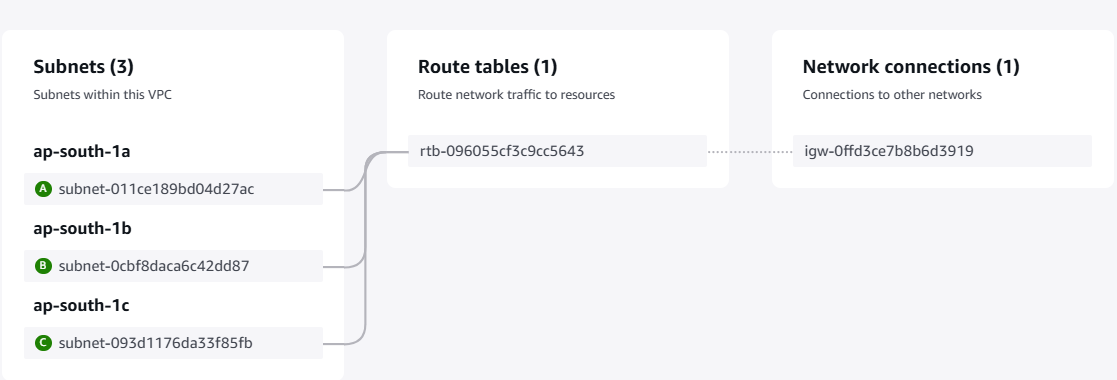 Subnets (3)
Subnets within this VPC
ap-south-1a
A subnet-011ce189bd04d27ac
ap-south-1b
B subnet-0cbf8daca6c42dd87
ap-south-1c
C subnet-093d1176da33f85fb
Route tables (1)
Route network traffic to resources
rtb-096055cf3c9cc5643
Network connections (1)
Connections to other networks
igw-0ffd3ce7b8b6d3919